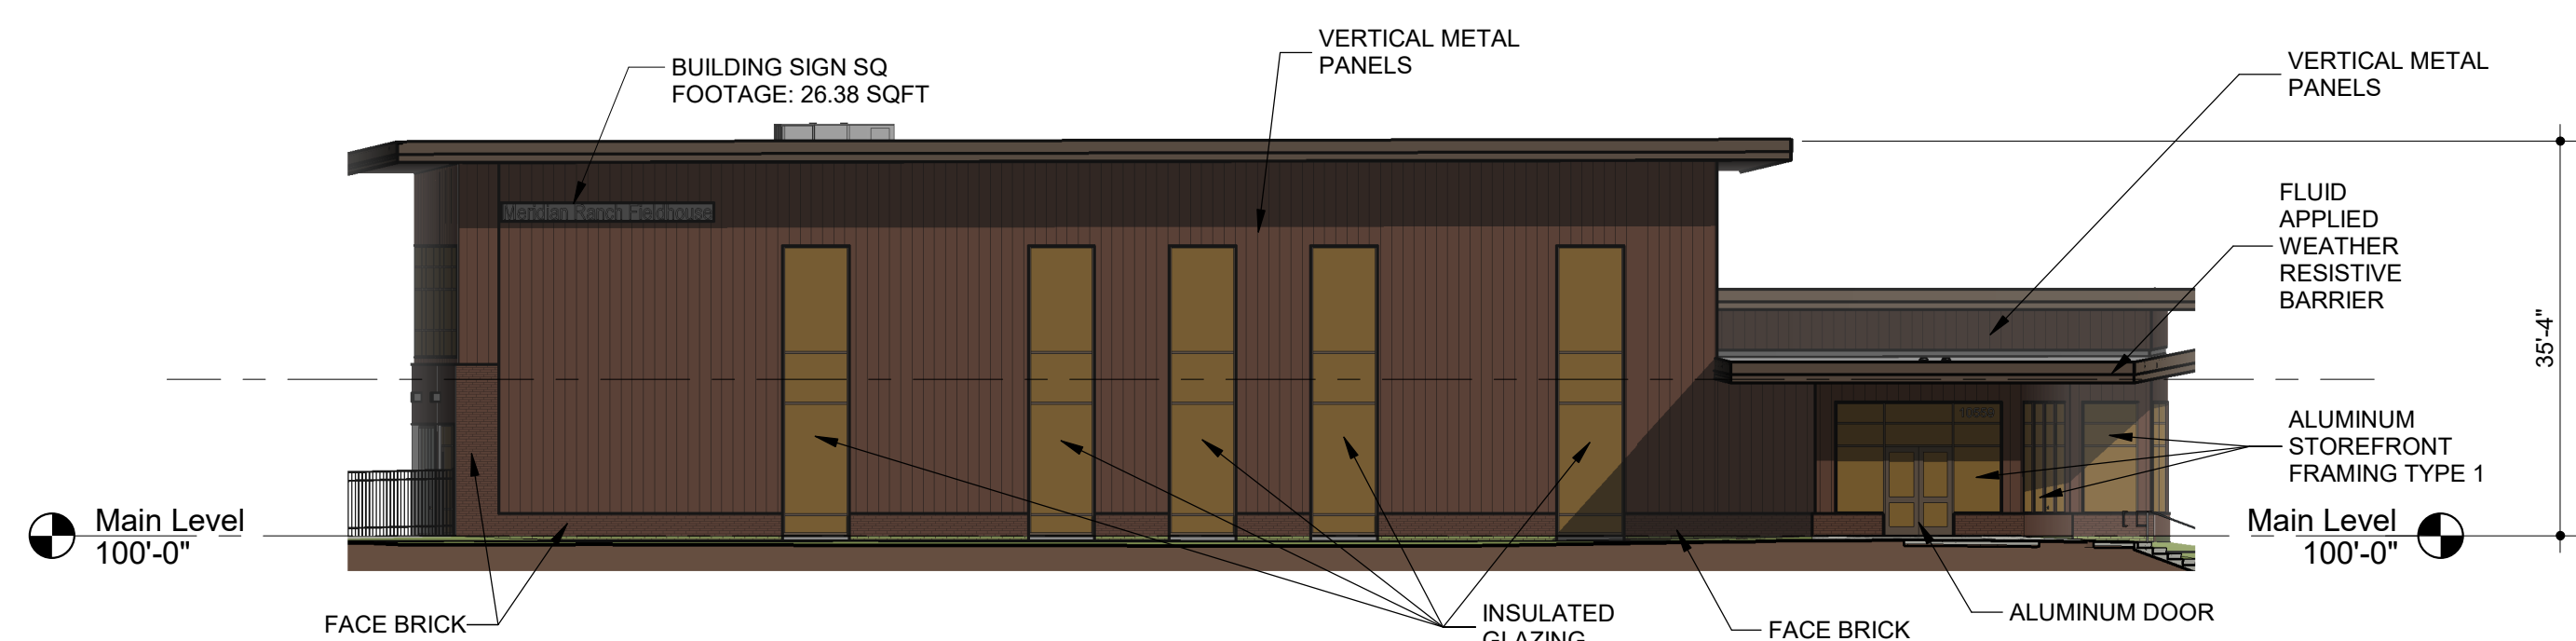 VERTICAL METAL
PANELS
BUILDING SIGN SQ
FOOTAGE: 26.38 SQFT
VERTICAL METAL
PANELS
Meridian Ranch Fieldhouse
FLUID
APPLIED
WEATHER
RESISTIVE
BARRIER
35'-4"
ALUMINUM
STOREFRONT
FRAMING TYPE 1
Main Level
100'-0"
Main Level
100'-0"
FACE BRICK
INSULATED
GLAZING
FACE BRICK
ALUMINUM DOOR